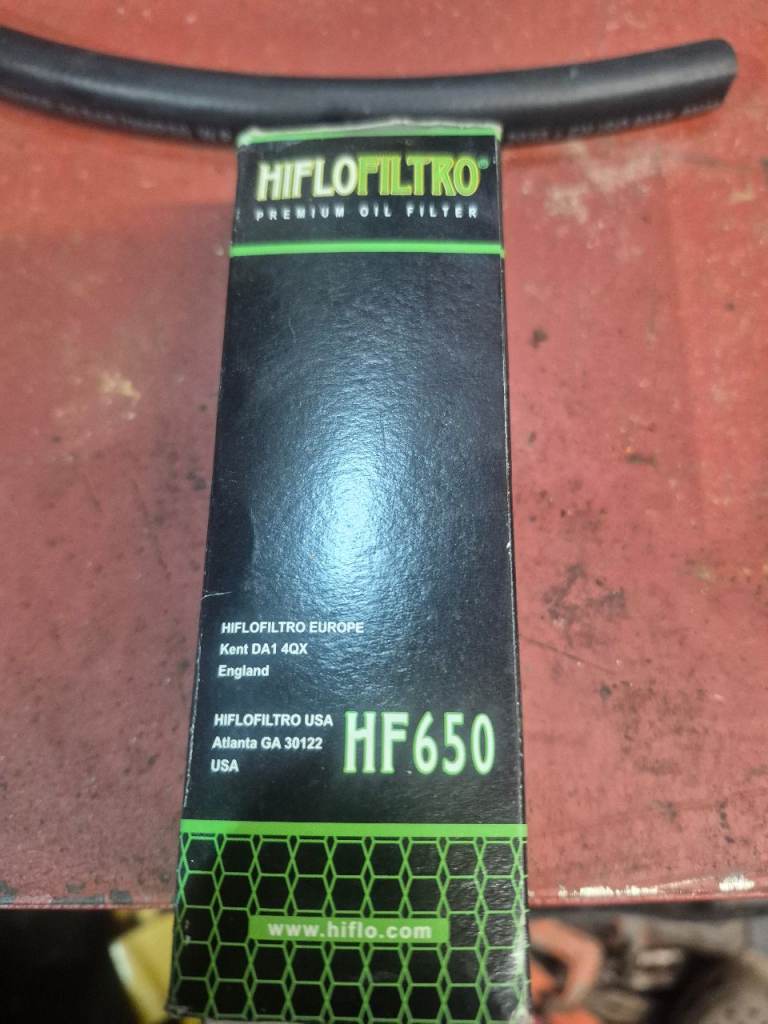 HIFLOFILTRO®
PREMIUM OIL FILTER
HIFLOFILTRO EUROPE
Kent DA1 4QX
England
HIFLOFILTRO USA
Atlanta GA 30122
USA
HF650
www.hiflo.com